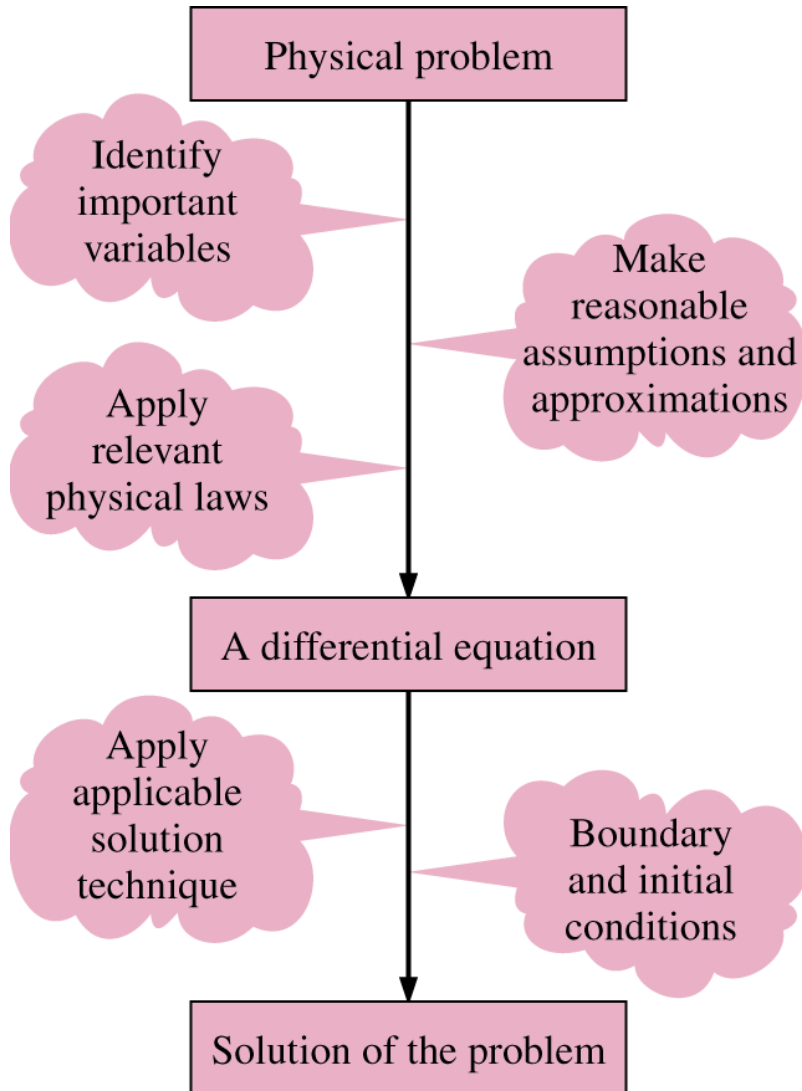 Physical problem
Identify
important
variables
Make
reasonable
assumptions and
approximations
Apply
relevant
physical laws
A differential equation
Apply
applicable
solution
technique
Boundary
and initial
conditions
Solution of the problem